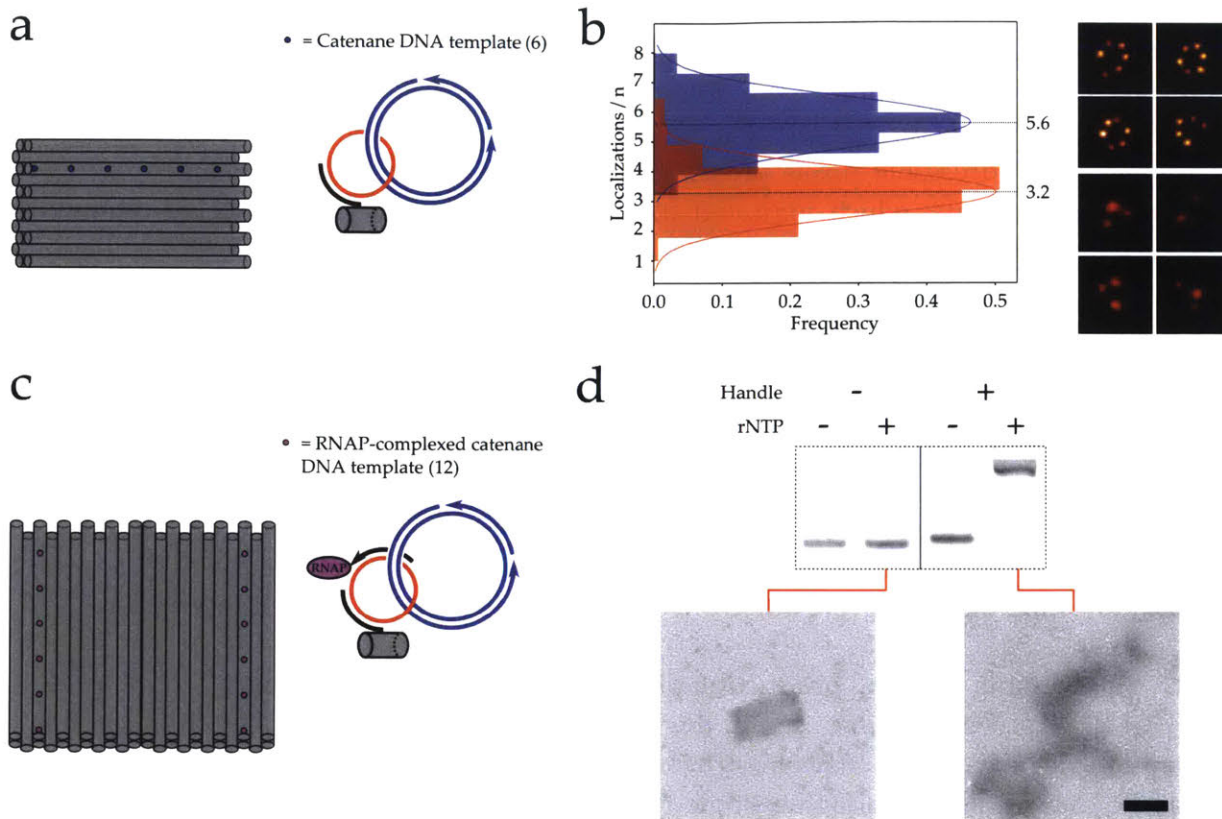 a
= Catenane DNA template (6)
b
Localizations / n
8
7
6
5
4
3
2
1
5.6
3.2
0.0 0.1 0.2 0.3 0.4 0.5
Frequency
c
= RNAP-complexed catenane
DNA template (12)
RNAP
d
Handle - +
rNTP - + - +